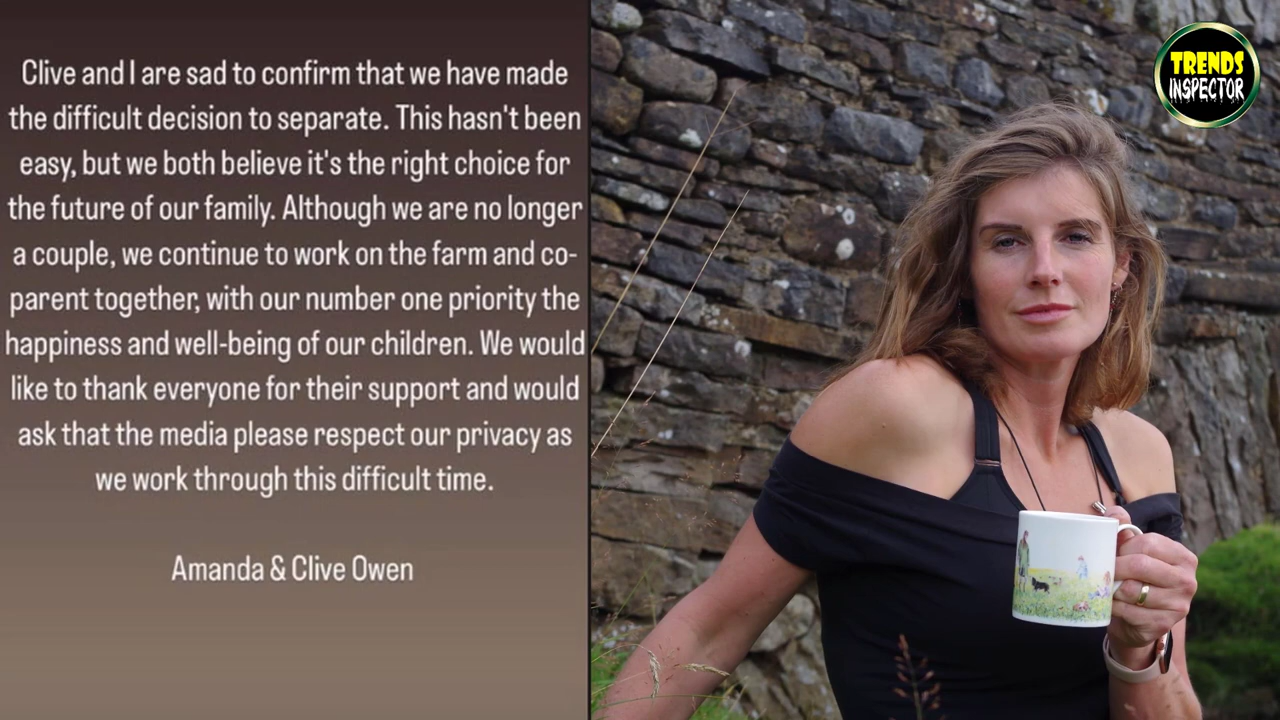 Clive and I are sad to confirm that we have made
the difficult decision to separate. This hasn't been
easy, but we both believe it's the right choice for
the future of our family. Although we are no longer
a couple, we continue to work on the farm and co-
parent together, with our number one priority the
happiness and well-being of our children. We would
like to thank everyone for their support and would
ask that the media please respect our privacy as
we work through this difficult time.
Amanda & Clive Owen
TRENDS
INSPECTOR